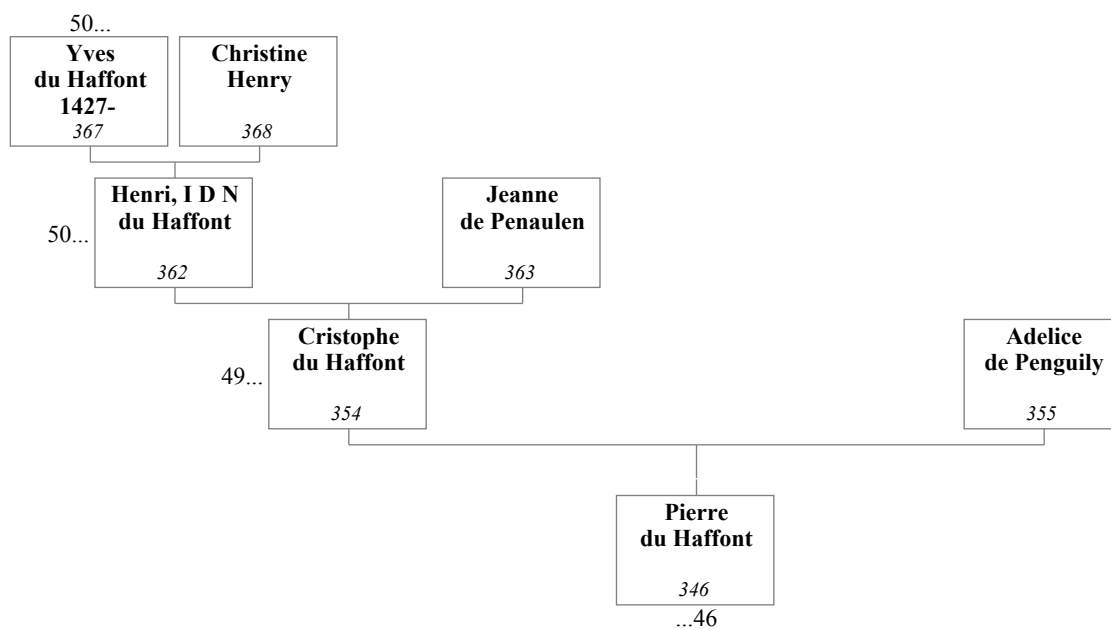 50...
Yves
du Haffont
1427-
367
Christine
Henry
368
Henri, I D N
du Haffont
362
50...
Jeanne
de Penaulen
363
Cristophe
du Haffont
354
49...
Adelice
de Penguily
355
Pierre
du Haffont
346
...46